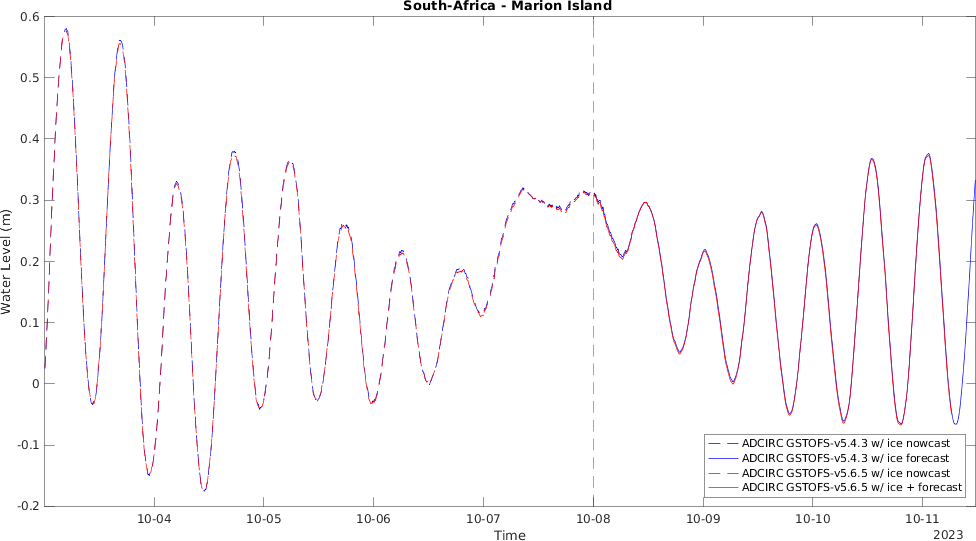 South-Africa - Marion Island
0.6
0.5
0.4
0.3
0.2
0.1
0
-0.1
-0.2
Water Level (m)
ADCIRC GSTOFS-v5.4.3 w/ ice nowcast
ADCIRC GSTOFS-v5.4.3 w/ ice forecast
ADCIRC GSTOFS-v5.6.5 w/ ice nowcast
ADCIRC GSTOFS-v5.6.5 w/ ice + forecast
10-04 10-05 10-06 10-07 10-08 10-09 10-10 10-11
Time
2023